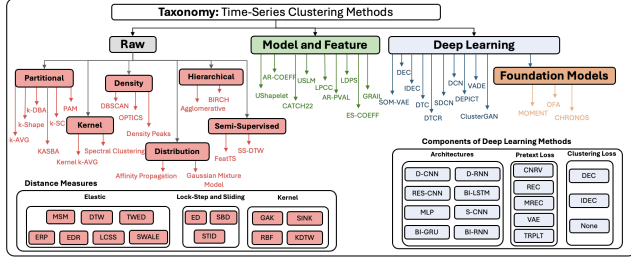 Taxonomy: Time-Series Clustering Methods
Raw
Model and Feature
Deep Learning
Partitional
Density
Hierarchical
Foundation Models
k-AVG
k-Shape
k-DBA
KASBA
k-SC
PAM
Kernel
Kernel k-AVG
Spectral Clustering
DBSCAN
OPTICS
Density Peaks
Distribution
Affinity Propagation
Gaussian Mixture
Model
Agglomerative
BIRCH
Semi-Supervised
FeatTS
SS-DTW
UShapelet
AR-COEFF
CATCH22
USLM
LPCC
AR-PVAL
LDPS
ES-COEFF
GRAIL
SOM-VAE
DEC
IDEC
DTC
DTCR
SDCN
DCN
DEPICT
VADE
ClusterGAN
MOMENT
OFA
CHRONOS
Distance Measures
Elastic
MSM
DTW
TWED
ERP
EDR
LCSS
SWALE
Lock-Step and Sliding
ED
SBD
STID
Kernel
GAK
SINK
RBF
KDTW
Components of Deep Learning Methods
Architectures
D-CNN
D-RNN
RES-CNN
BI-LSTM
MLP
S-CNN
BI-GRU
BI-RNN
Pretext Loss
CNRV
REC
MREC
VAE
TRPLT
Clustering Loss
DEC
IDEC
None